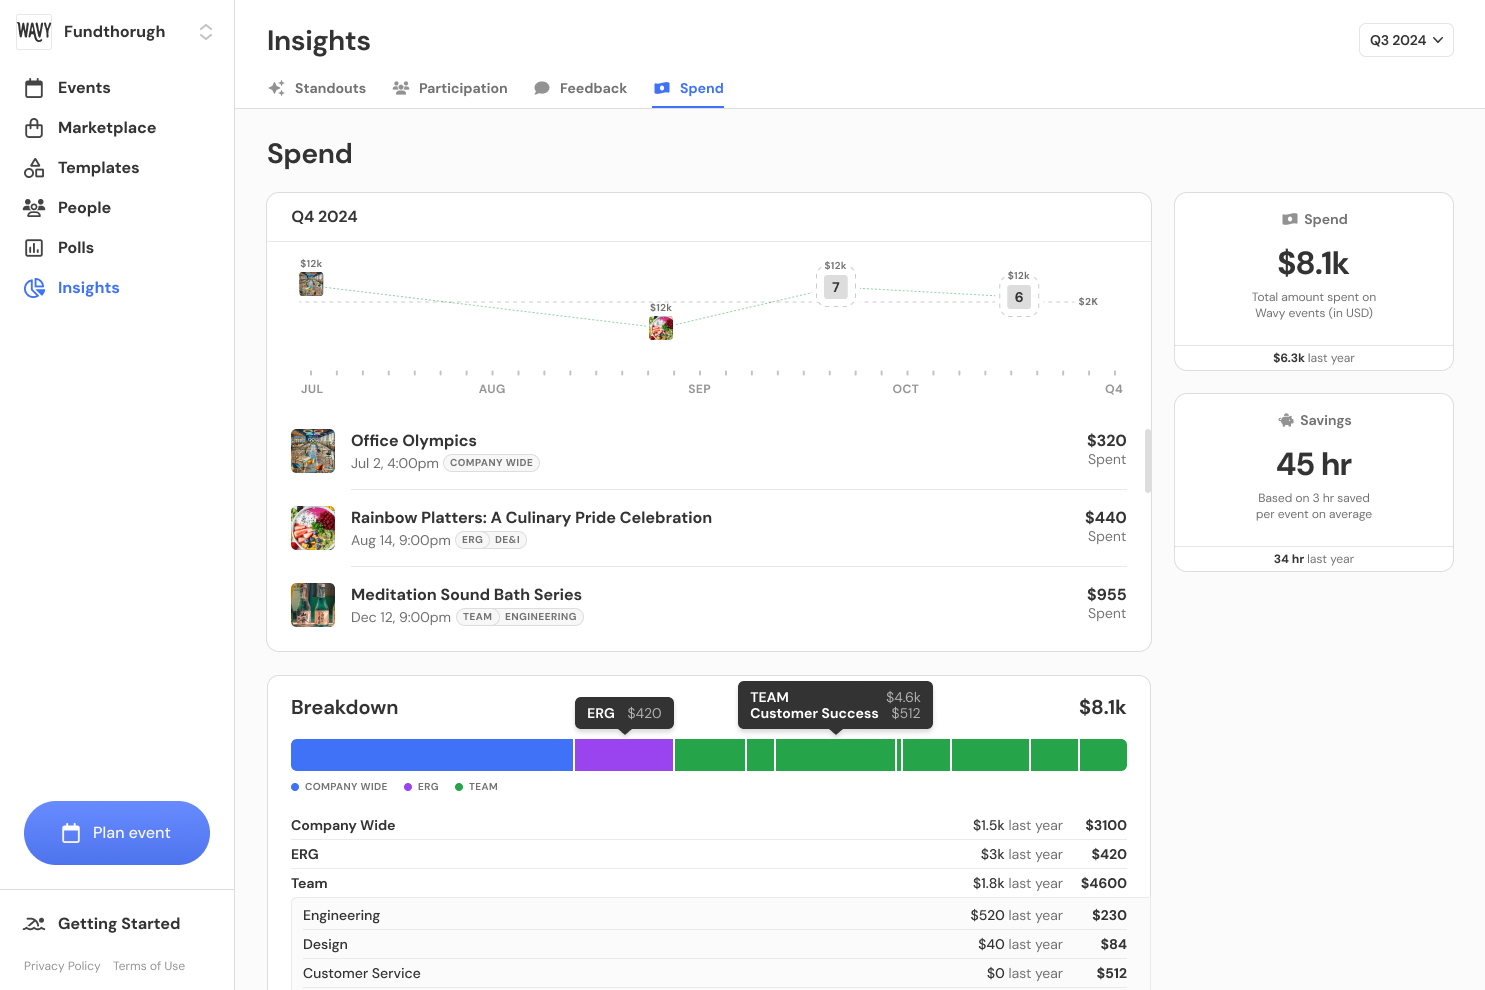 WAVY
Fundthorugh
Events
Marketplace
Templates
People
Polls
Insights
Plan event
Getting Started
Privacy Policy Terms of Use
Insights
Q3 2024
Standouts Participation Feedback Spend
Spend
Q4 2024
$12k
$12k
$12k
7
$12k
6
$2K
JUL AUG SEP OCT Q4
Office Olympics $320
Jul 2, 4:00pm COMPANY WIDE Spent
Rainbow Platters: A Culinary Pride Celebration $440
Aug 14, 9:00pm ERG DE&I Spent
Meditation Sound Bath Series $955
Dec 12, 9:00pm TEAM ENGINEERING Spent
Spend
$8.1k
Total amount spent on
Wavy events (in USD)
$6.3k last year
Savings
45 hr
Based on 3 hr saved
per event on average
34 hr last year
Breakdown $8.1k
ERG $420
TEAM $4.6k
Customer Success $512
COMPANY WIDE ERG TEAM
Company Wide $1.5k last year $3100
ERG $3k last year $420
Team $1.8k last year $4600
Engineering $520 last year $230
Design $40 last year $84
Customer Service $0 last year $512